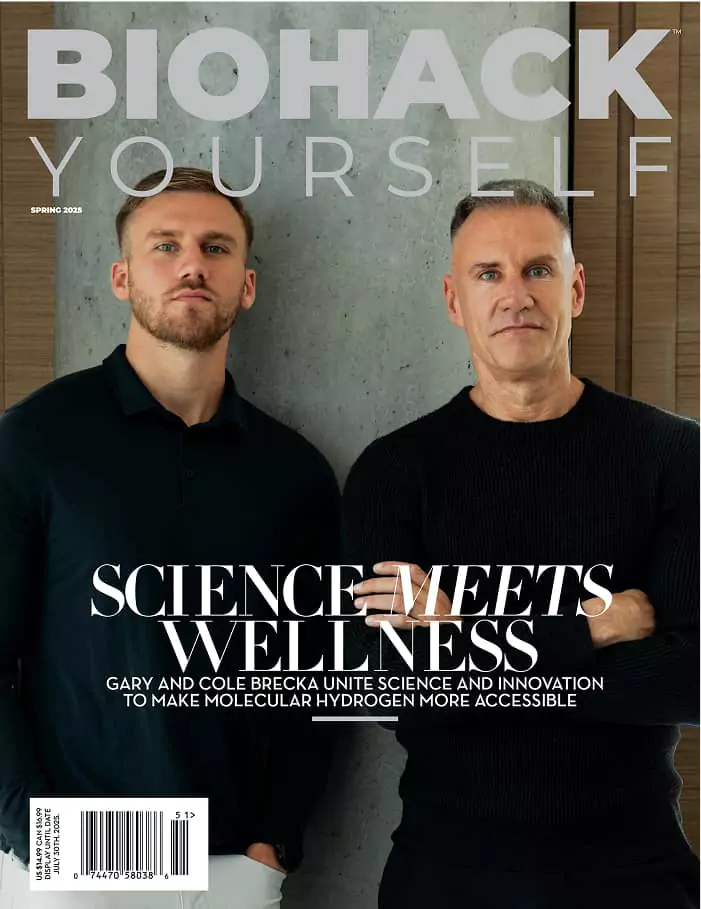 BIOHACK™
YOURSELF
SPRING 2025
SCIENCE MEETS
WELLNESS
GARY AND COLE BRECKA UNITE SCIENCE AND INNOVATION
TO MAKE MOLECULAR HYDROGEN MORE ACCESSIBLE
US $14.99 CAN $16.99
DISPLAY UNTIL DATE
JULY 30TH, 2025.
51>
0 74470 58038 6